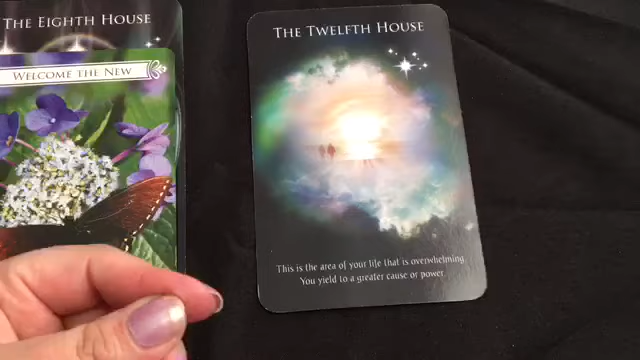 THE EIGHTH HOUSE
WELCOME THE NEW
THE TWELFTH HOUSE
This is the area of your life that is overwhelming.
You yield to a greater cause or power.